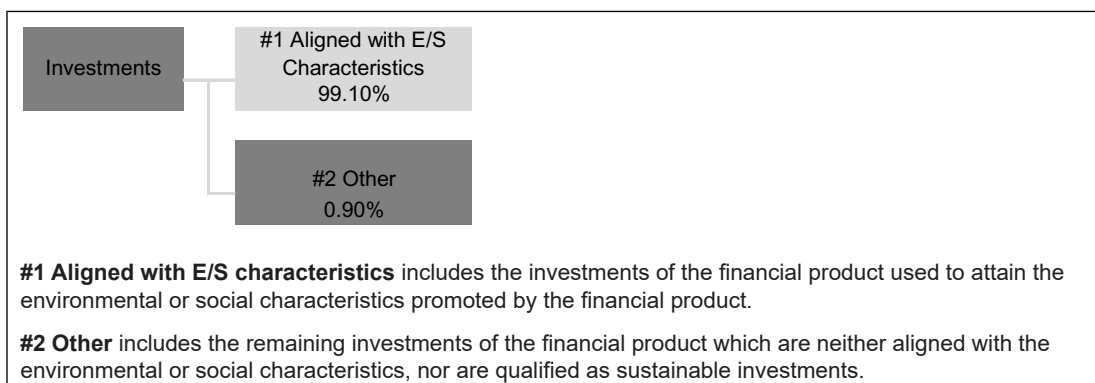 Investments
#1 Aligned with E/S
Characteristics
99.10%
#2 Other
0.90%
#1 Aligned with E/S characteristics includes the investments of the financial product used to attain the
environmental or social characteristics promoted by the financial product.
#2 Other includes the remaining investments of the financial product which are neither aligned with the
environmental or social characteristics, nor are qualified as sustainable investments.